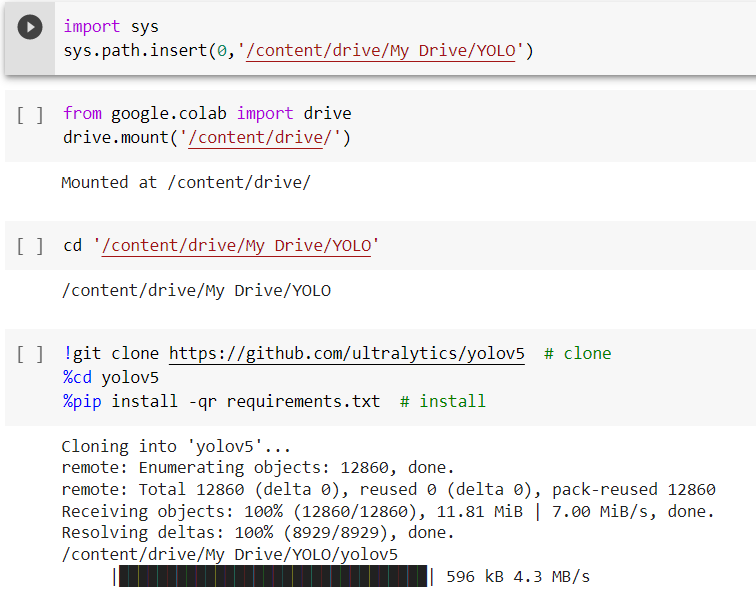 import sys
sys.path.insert(0,'/content/drive/My Drive/YOLO')
[ ] from google.colab import drive
drive.mount('/content/drive/')
Mounted at /content/drive/
[ ] cd '/content/drive/My Drive/YOLO'
/content/drive/My Drive/YOLO
[ ] !git clone https://github.com/ultralytics/yolov5  # clone
%cd yolov5
%pip install -qr requirements.txt  # install
Cloning into 'yolov5'...
remote: Enumerating objects: 12860, done.
remote: Total 12860 (delta 0), reused 0 (delta 0), pack-reused 12860
Receiving objects: 100% (12860/12860), 11.81 MiB | 7.00 MiB/s, done.
Resolving deltas: 100% (8929/8929), done.
/content/drive/My Drive/YOLO/yolov5
|████████████████████████████████| 596 kB 4.3 MB/s